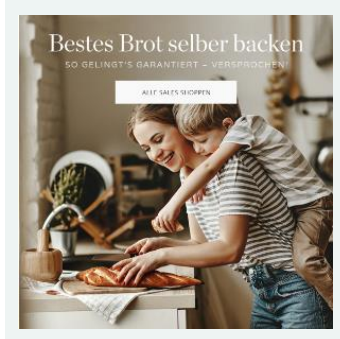 Bestes Brot selber backen
SO GELINGT'S GARANTIERT – VERSPROCHEN!
ALLE SALES SHOPPEN